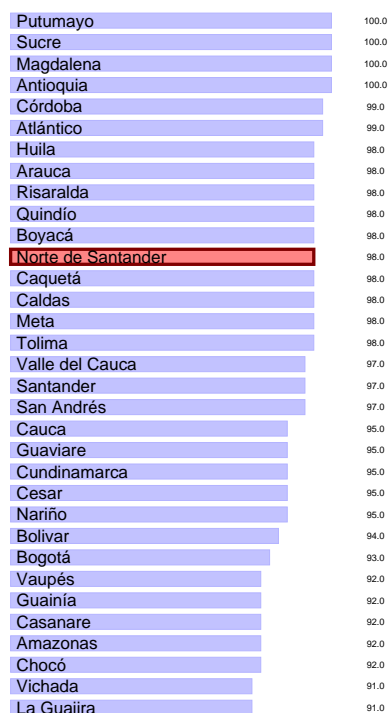 Putumayo 100.0
Sucre 100.0
Magdalena 100.0
Antioquia 100.0
Córdoba 99.0
Atlántico 99.0
Huila 98.0
Arauca 98.0
Risaralda 98.0
Quindío 98.0
Boyacá 98.0
Norte de Santander 98.0
Caquetá 98.0
Caldas 98.0
Meta 98.0
Tolima 98.0
Valle del Cauca 97.0
Santander 97.0
San Andrés 97.0
Cauca 95.0
Guaviare 95.0
Cundinamarca 95.0
Cesar 95.0
Nariño 95.0
Bolivar 94.0
Bogotá 93.0
Vaupés 92.0
Guainía 92.0
Casanare 92.0
Amazonas 92.0
Chocó 92.0
Vichada 91.0
La Guajira 91.0